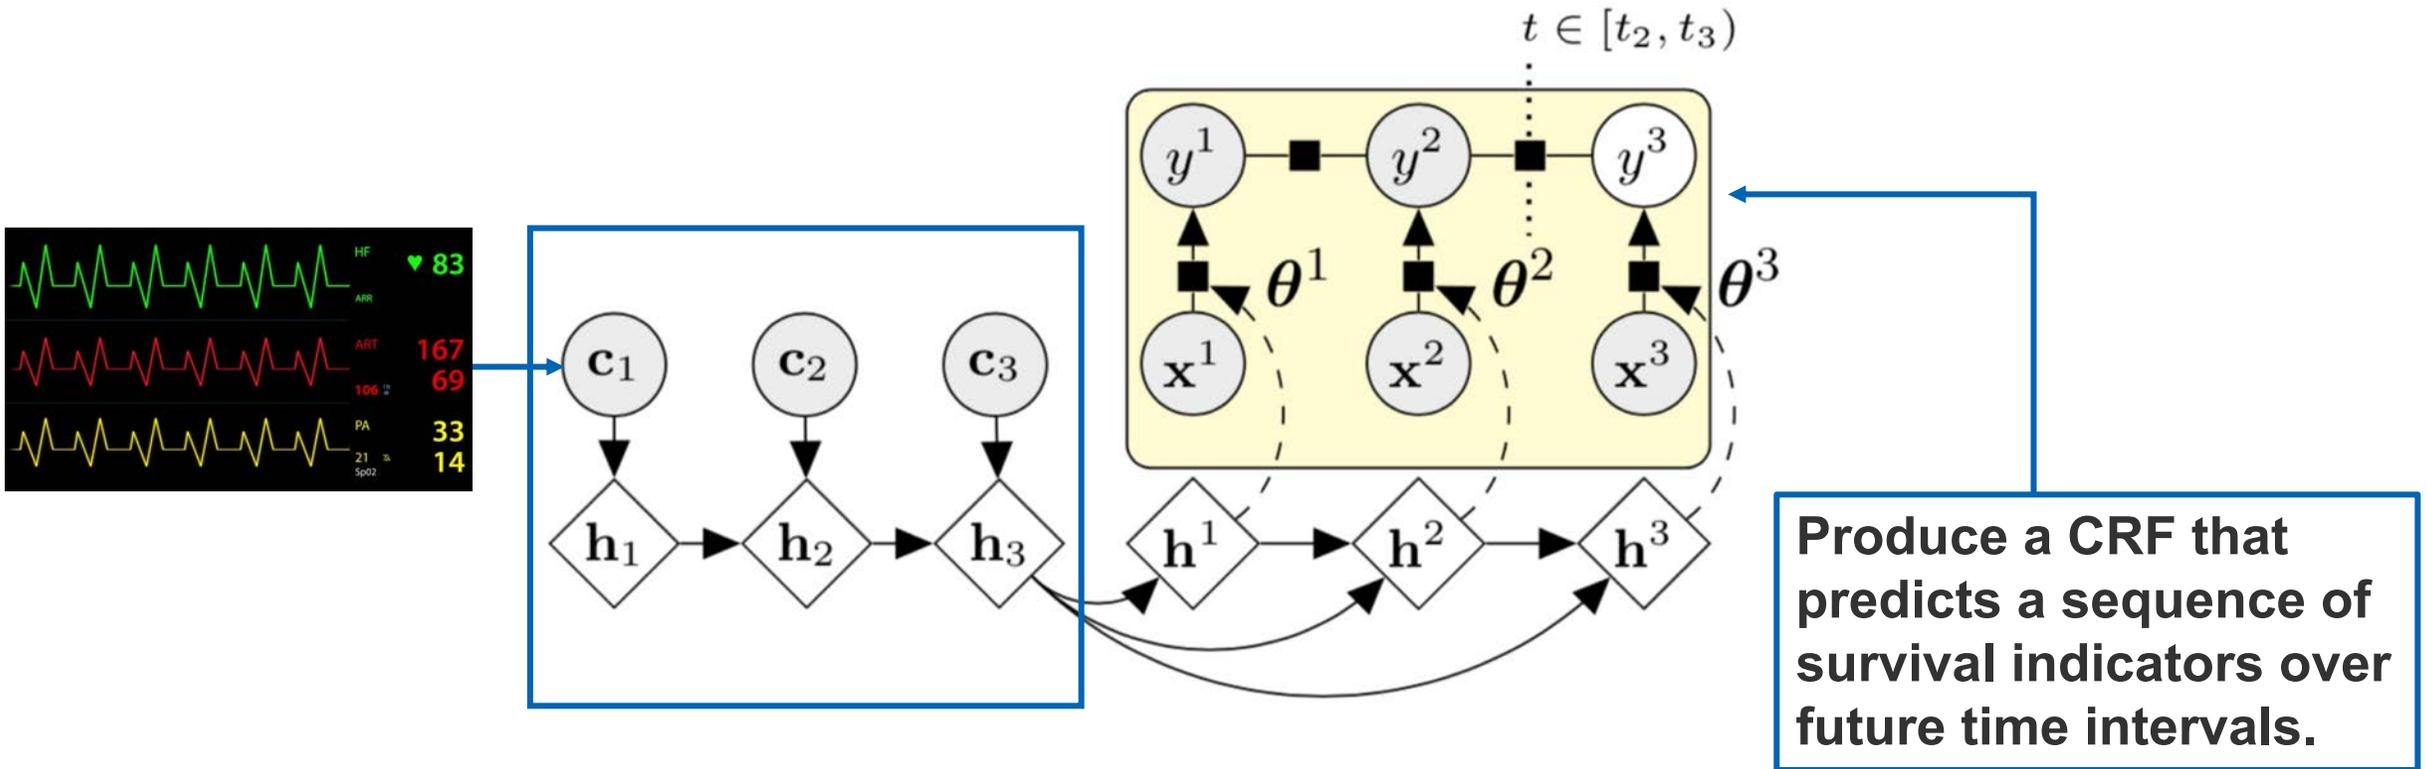 t ∈ [t₂, t₃)
y¹ y² y³
θ¹ θ² θ³
x¹ x² x³
HF ♥ 83
ARR
ART 167
69
106
PA 33
21 14
Sp02
c₁ c₂ c₃
h₁ h₂ h₃ h¹ h² h³
Produce a CRF that
predicts a sequence of
survival indicators over
future time intervals.